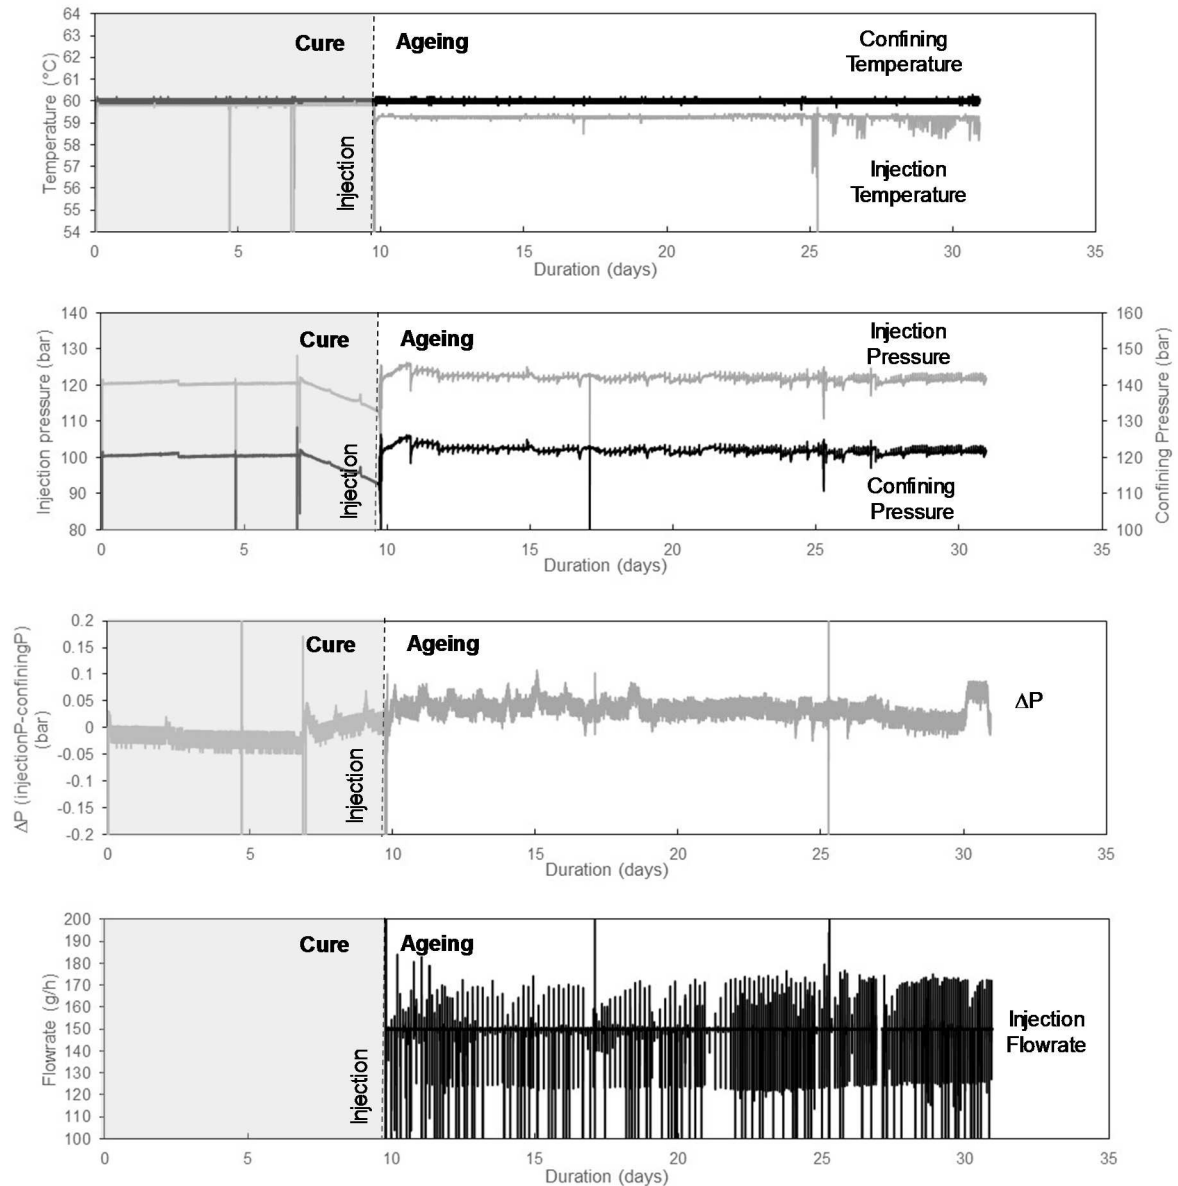 64
63
62
61
60
59
58
57
56
55
54
Temperature (°C)
Cure
Ageing
Confining
Temperature
Injection
Injection
Temperature
0 5 10 15 20 25 30 35
Duration (days)
140
130
120
110
100
90
80
Injection pressure (bar)
Cure
Ageing
Injection
Pressure
Injection
Confining
Pressure
160
150
140
130
120
110
100
Confining Pressure (bar)
0 5 10 15 20 25 30 35
Duration (days)
0.2
0.15
0.1
0.05
0
-0.05
-0.1
-0.15
-0.2
ΔP (injectionP-confiningP)
(bar)
Cure
Ageing
ΔP
Injection
0 5 10 15 20 25 30 35
Duration (days)
200
190
180
170
160
150
140
130
120
110
100
Flowrate (g/h)
Cure
Ageing
Injection
Injection
Flowrate
0 5 10 15 20 25 30 35
Duration (days)